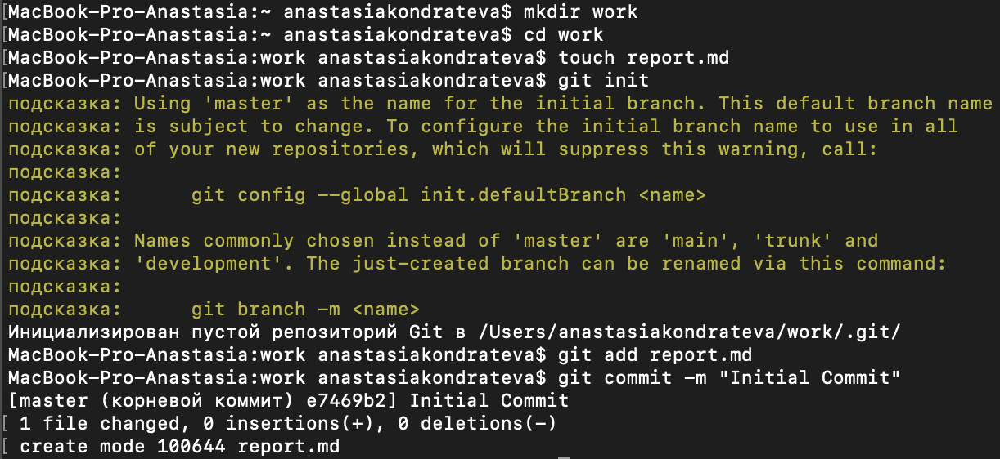 [MacBook-Pro-Anastasia:~ anastasiakondrateva$ mkdir work
[MacBook-Pro-Anastasia:~ anastasiakondrateva$ cd work
[MacBook-Pro-Anastasia:work anastasiakondrateva$ touch report.md
[MacBook-Pro-Anastasia:work anastasiakondrateva$ git init
подсказка: Using 'master' as the name for the initial branch. This default branch name
подсказка: is subject to change. To configure the initial branch name to use in all
подсказка: of your new repositories, which will suppress this warning, call:
подсказка:
подсказка:      git config --global init.defaultBranch <name>
подсказка:
подсказка: Names commonly chosen instead of 'master' are 'main', 'trunk' and
подсказка: 'development'. The just-created branch can be renamed via this command:
подсказка:
подсказка:      git branch -m <name>
Инициализирован пустой репозиторий Git в /Users/anastasiakondrateva/work/.git/
MacBook-Pro-Anastasia:work anastasiakondrateva$ git add report.md
MacBook-Pro-Anastasia:work anastasiakondrateva$ git commit -m "Initial Commit"
[master (корневой коммит) e7469b2] Initial Commit
[ 1 file changed, 0 insertions(+), 0 deletions(-)
[ create mode 100644 report.md